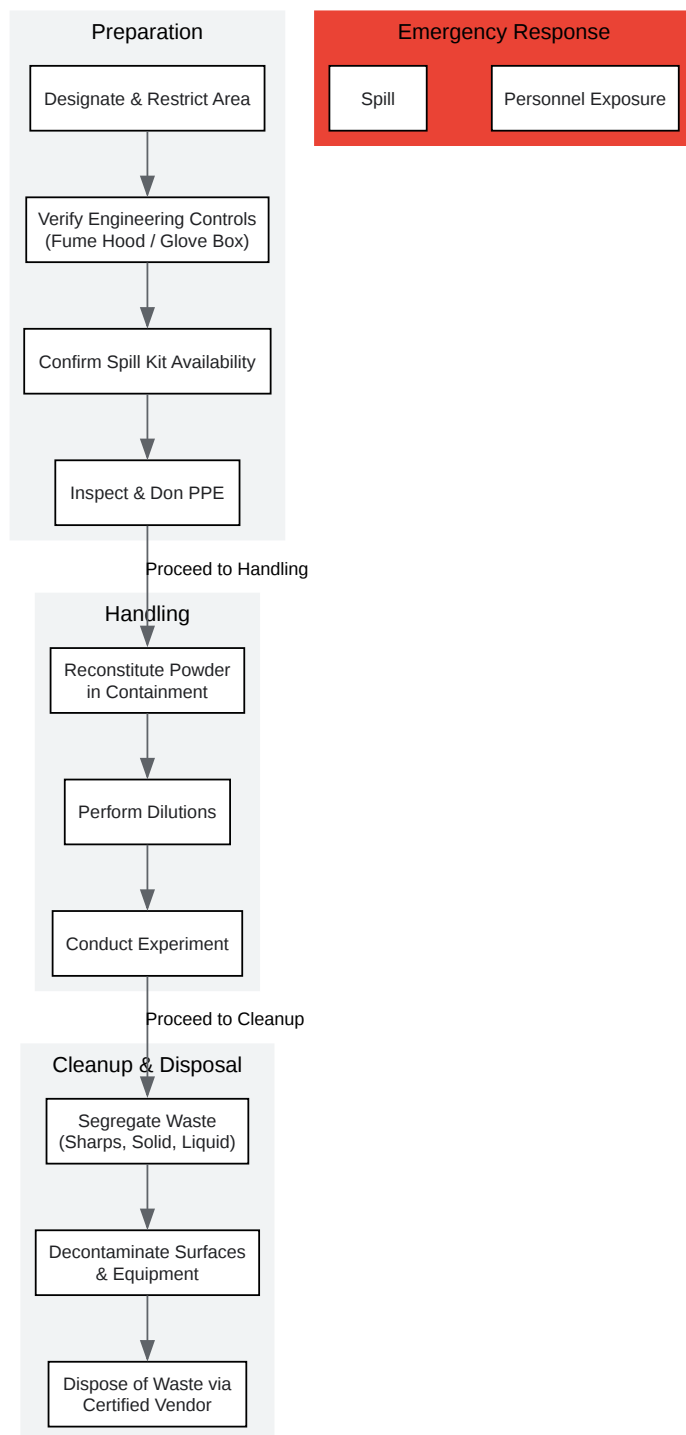 Preparation
Designate & Restrict Area
Verify Engineering Controls
(Fume Hood / Glove Box)
Confirm Spill Kit Availability
Inspect & Don PPE
Proceed to Handling
Handling
Reconstitute Powder
in Containment
Perform Dilutions
Conduct Experiment
Proceed to Cleanup
Cleanup & Disposal
Segregate Waste
(Sharps, Solid, Liquid)
Decontaminate Surfaces
& Equipment
Dispose of Waste via
Certified Vendor
Emergency Response
Spill
Personnel Exposure